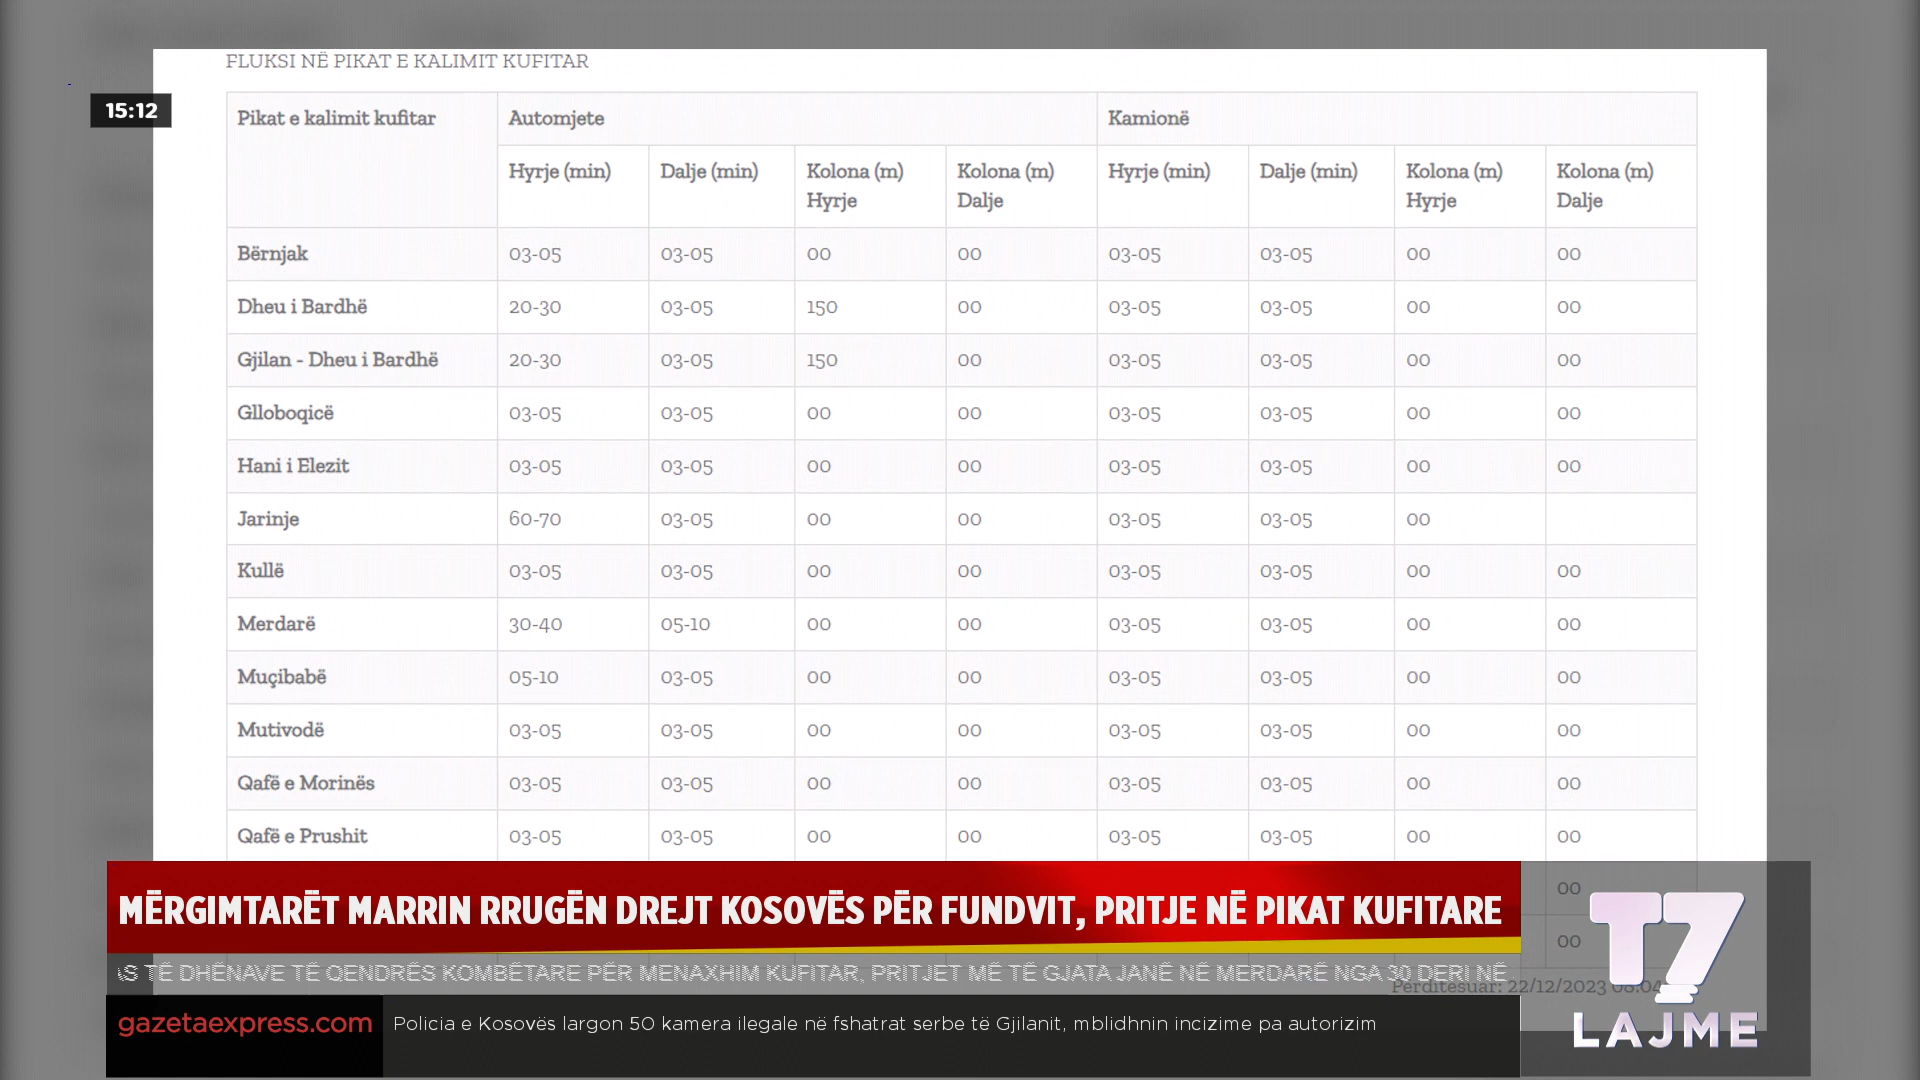 FLUKSI NË PIKAT E KALIMIT KUFITAR
15:12
Pikat e kalimit kufitar Automjete Kamionë
Hyrje (min) Dalje (min) Kolona (m) Hyrje Kolona (m) Dalje Hyrje (min) Dalje (min) Kolona (m) Hyrje Kolona (m) Dalje
Bërnjak 03-05 03-05 00 00 03-05 03-05 00 00
Dheu i Bardhë 20-30 03-05 150 00 03-05 03-05 00 00
Gjilan - Dheu i Bardhë 20-30 03-05 150 00 03-05 03-05 00 00
Glloboqicë 03-05 03-05 00 00 03-05 03-05 00 00
Hani i Elezit 03-05 03-05 00 00 03-05 03-05 00 00
Jarinje 60-70 03-05 00 00 03-05 03-05 00
Kullë 03-05 03-05 00 00 03-05 03-05 00 00
Merdarë 30-40 05-10 00 00 03-05 03-05 00 00
Muçibabë 05-10 03-05 00 00 03-05 03-05 00 00
Mutivodë 03-05 03-05 00 00 03-05 03-05 00 00
Qafë e Morinës 03-05 03-05 00 00 03-05 03-05 00 00
Qafë e Prushit 03-05 03-05 00 00 03-05 03-05 00 00
00
00
MËRGIMTARËT MARRIN RRUGËN DREJT KOSOVËS PËR FUNDVIT, PRITJE NË PIKAT KUFITARE
TË DHËNAVE TË QENDRËS KOMBËTARE PËR MENAXHIM KUFITAR, PRITJET MË TË GJATA JANË NË MERDARË NGA 30 DERI NË
Përditësuar: 22/12/2023
gazetaexpress.com Policia e Kosovës largon 50 kamera ilegale në fshatrat serbe të Gjilanit, mblidhnin incizime pa autorizim
T7
LAJME